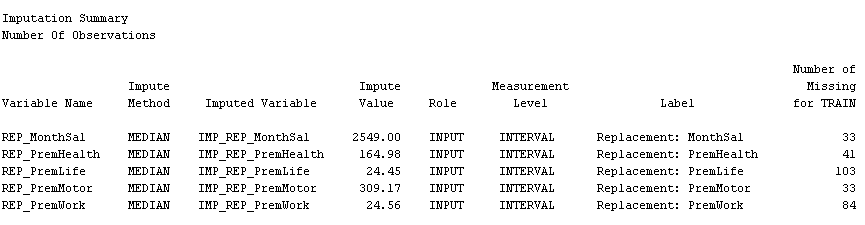 Imputation Summary
Number Of Observations
Number of
Impute Impute Measurement Missing
Variable Name Method Imputed Variable Value Role Level Label for TRAIN
REP_MonthSal MEDIAN IMP_REP_MonthSal 2549.00 INPUT INTERVAL Replacement: MonthSal 33
REP_PremHealth MEDIAN IMP_REP_PremHealth 164.98 INPUT INTERVAL Replacement: PremHealth 41
REP_PremLife MEDIAN IMP_REP_PremLife 24.45 INPUT INTERVAL Replacement: PremLife 103
REP_PremMotor MEDIAN IMP_REP_PremMotor 309.17 INPUT INTERVAL Replacement: PremMotor 33
REP_PremWork MEDIAN IMP_REP_PremWork 24.56 INPUT INTERVAL Replacement: PremWork 84